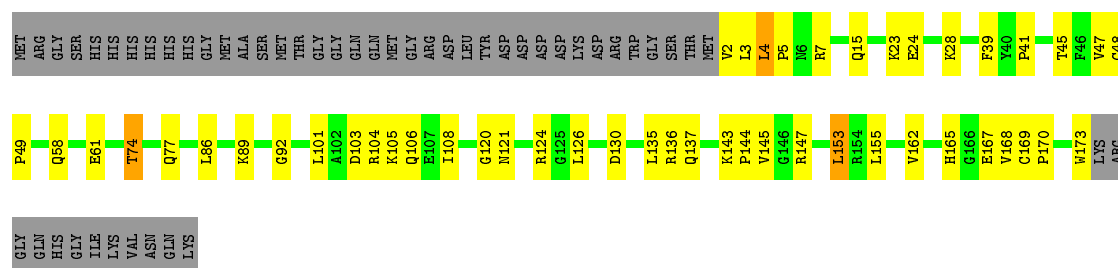 MET ARG GLY SER HIS HIS HIS HIS HIS HIS GLY MET ALA SER MET THR GLY GLY GLN GLN MET GLY ARG ASP LEU TYR ASP ASP ASP ASP LYS ASP ARG TRP GLY SER THR MET V2 L3 L4 P5 N6 R7 Q15 K23 E24 K28 F39 Y40 P41 T45 F46 V47 C48
P49 Q58 E61 T74 Q77 L86 K89 G92 L101 A102 D103 R104 K105 Q106 E107 I108 G120 N121 R124 G125 L126 D130 L135 R136 Q137 K143 P144 V145 G146 R147 L153 R154 L155 V162 H165 G166 E167 V168 C169 P170 W173 LYS ARG
GLY GLN HIS GLY ILE LYS VAL ASN GLN LYS